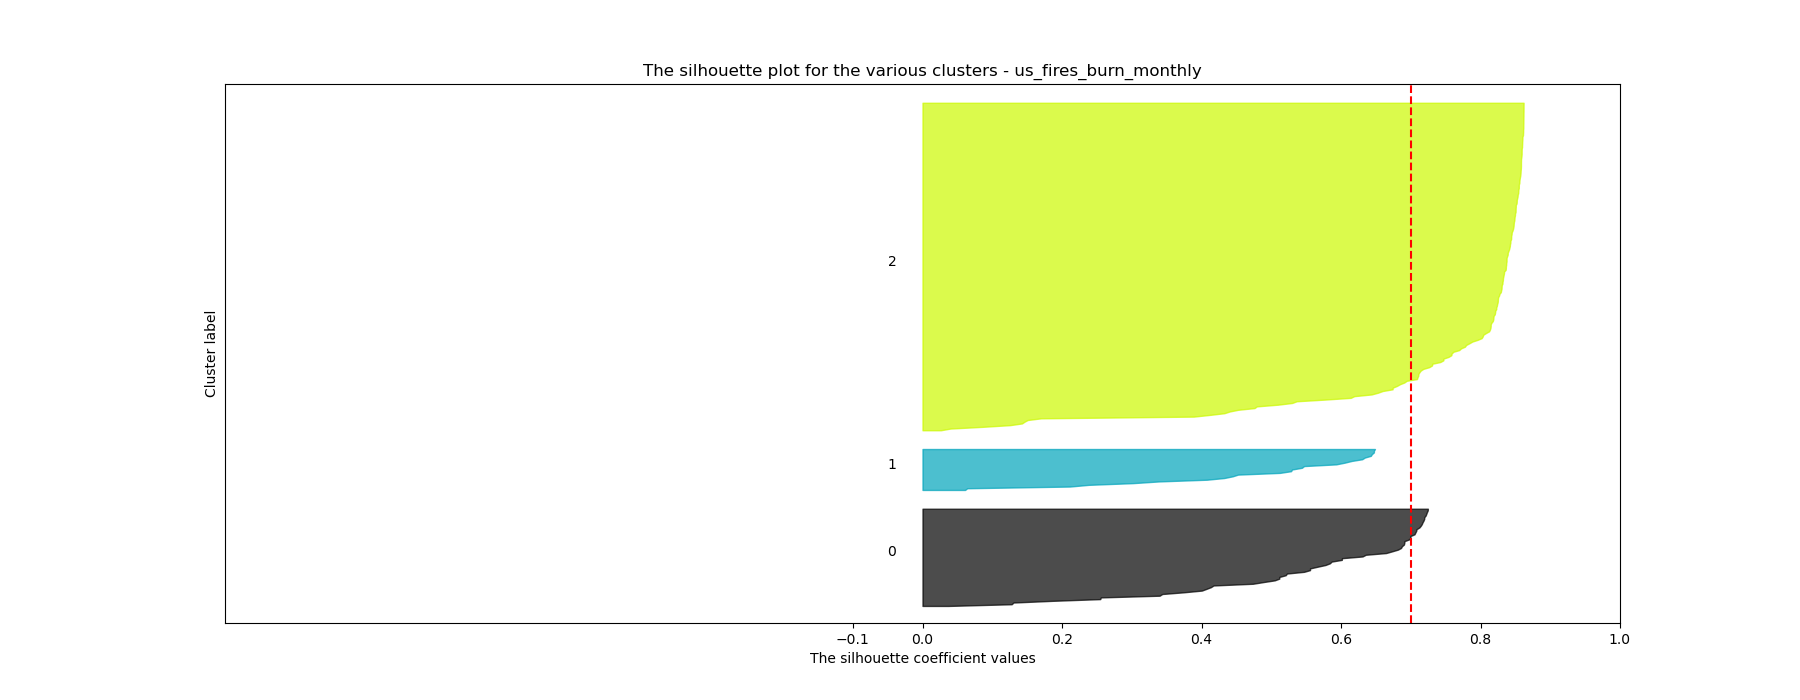 The silhouette plot for the various clusters - us_fires_burn_monthly
Cluster label
2
1
0
−0.1 0.0 0.2 0.4 0.6 0.8 1.0
The silhouette coefficient values